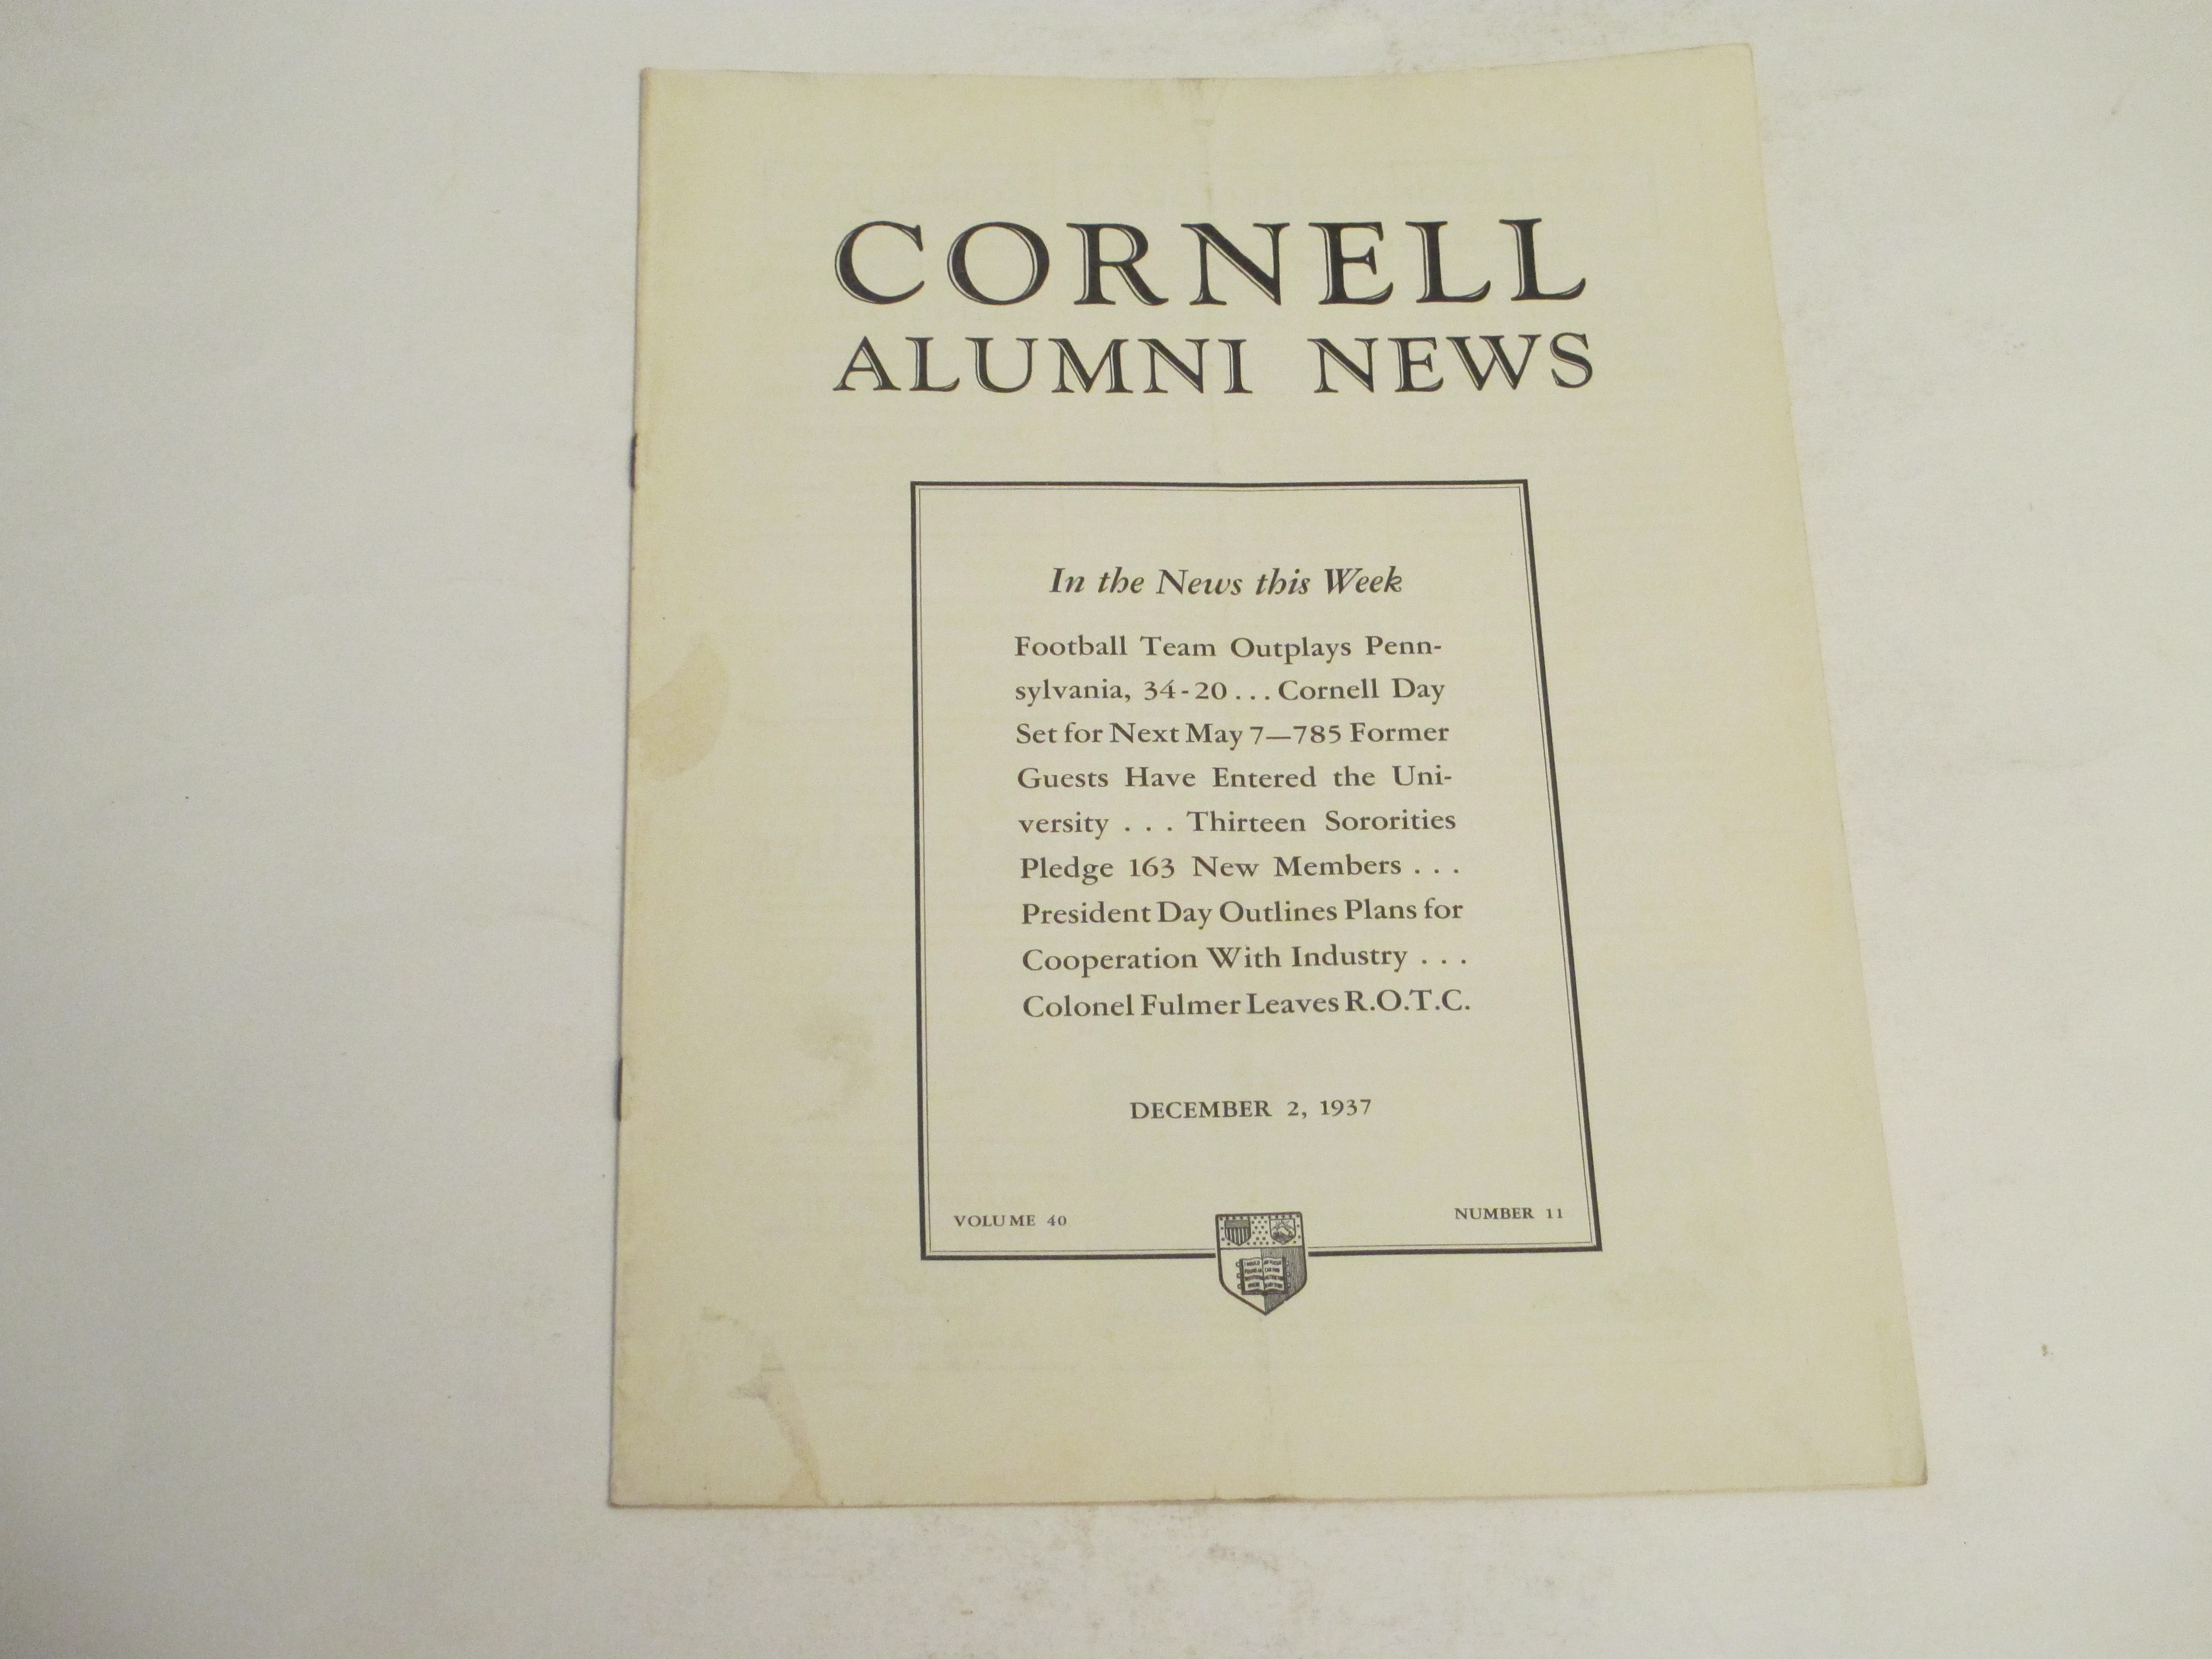 CORNELL
ALUMNI NEWS
In the News this Week
Football Team Outplays Penn-
sylvania, 34-20 . . . Cornell Day
Set for Next May 7—785 Former
Guests Have Entered the Uni-
versity . . . Thirteen Sororities
Pledge 163 New Members . . .
President Day Outlines Plans for
Cooperation With Industry . . .
Colonel Fulmer Leaves R.O.T.C.
DECEMBER 2, 1937
VOLUME 40
NUMBER 11